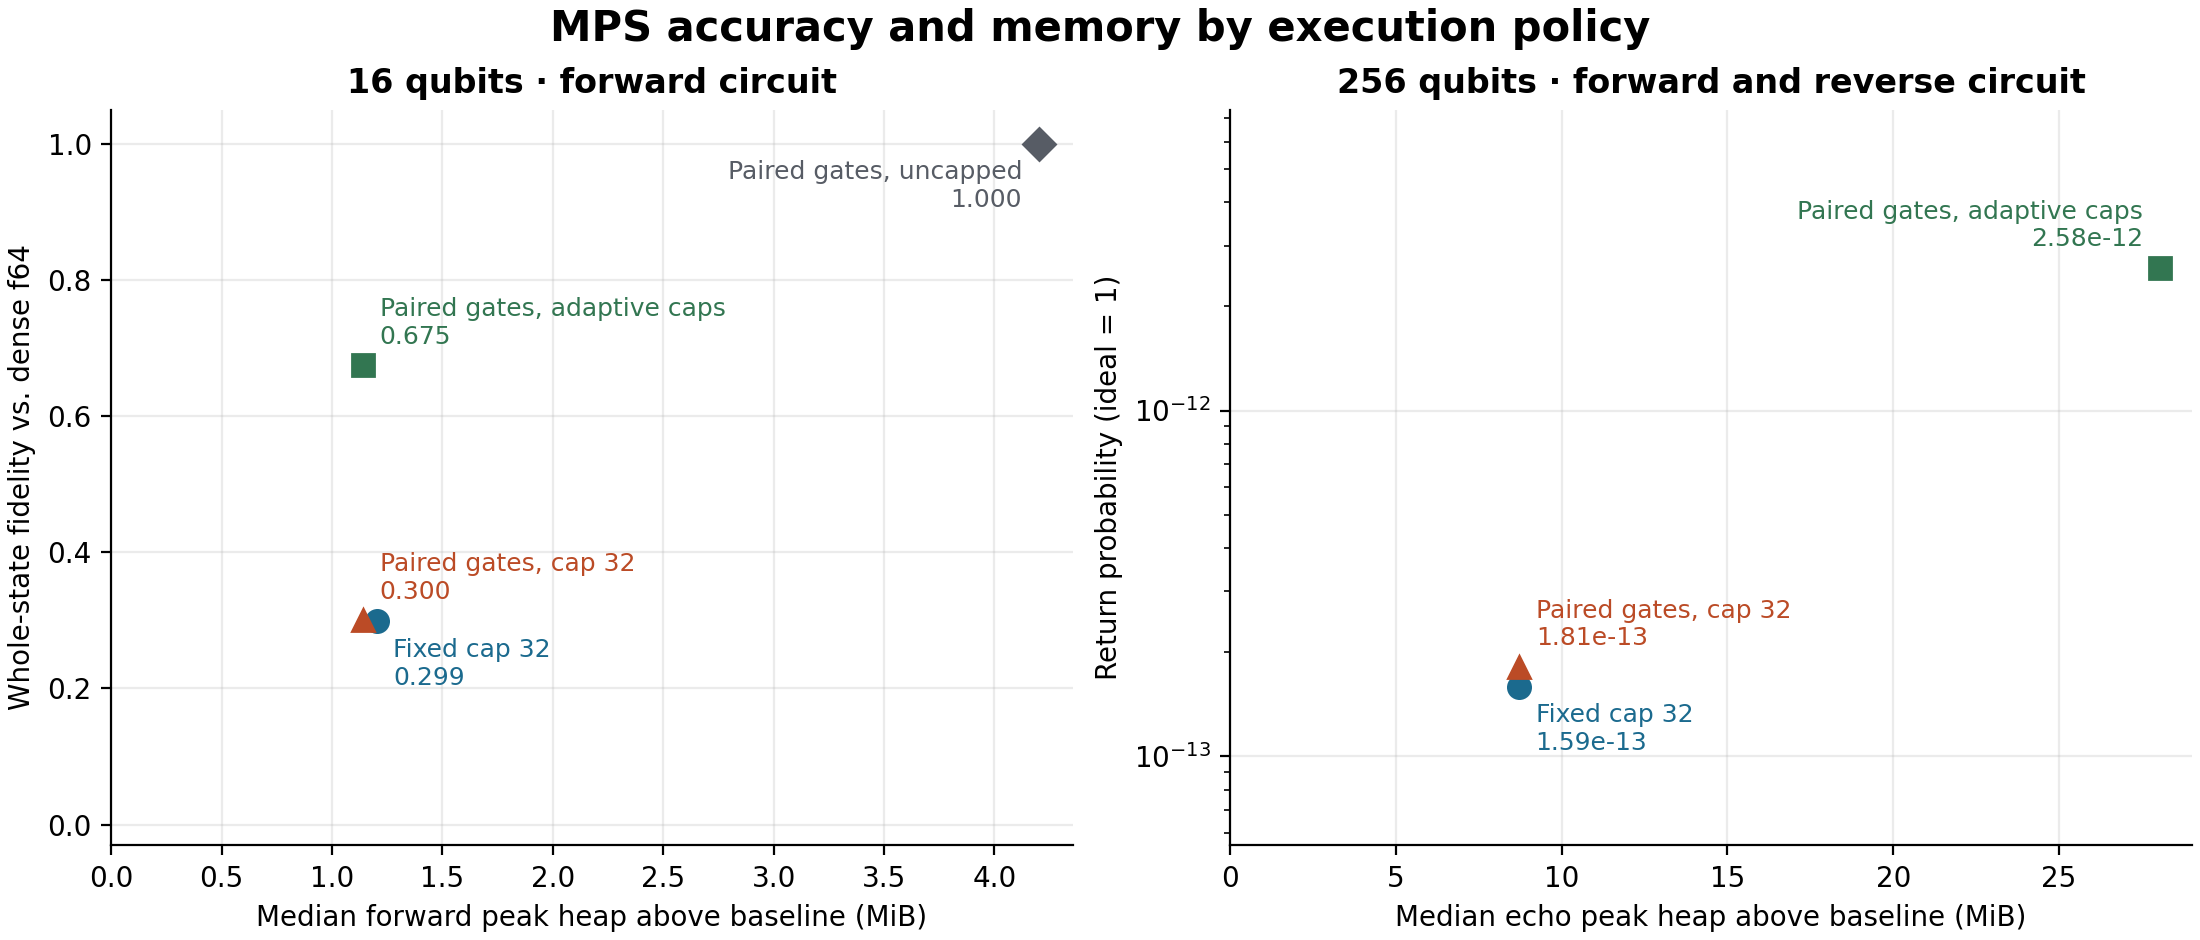 MPS accuracy and memory by execution policy
16 qubits · forward circuit
Whole-state fidelity vs. dense f64
1.0
0.8
0.6
0.4
0.2
0.0
Paired gates, uncapped
1.000
Paired gates, adaptive caps
0.675
Paired gates, cap 32
0.300
Fixed cap 32
0.299
0.0 0.5 1.0 1.5 2.0 2.5 3.0 3.5 4.0
Median forward peak heap above baseline (MiB)
256 qubits · forward and reverse circuit
Return probability (ideal = 1)
10⁻¹²
10⁻¹³
Paired gates, adaptive caps
2.58e-12
Paired gates, cap 32
1.81e-13
Fixed cap 32
1.59e-13
0 5 10 15 20 25
Median echo peak heap above baseline (MiB)